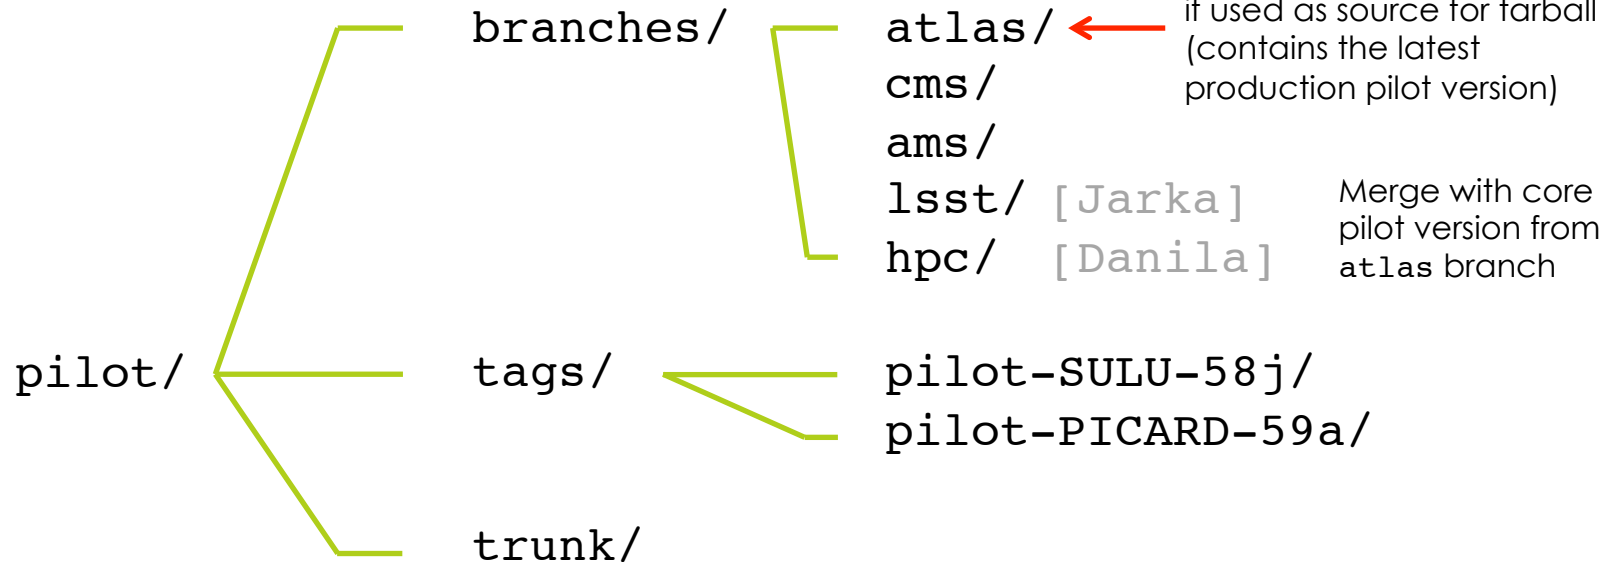 branches/
atlas/
if used as source for tarball
(contains the latest
production pilot version)
cms/
ams/
lsst/ [Jarka]
hpc/ [Danila]
Merge with core
pilot version from
atlas branch
pilot/
tags/
pilot-SULU-58j/
pilot-PICARD-59a/
trunk/